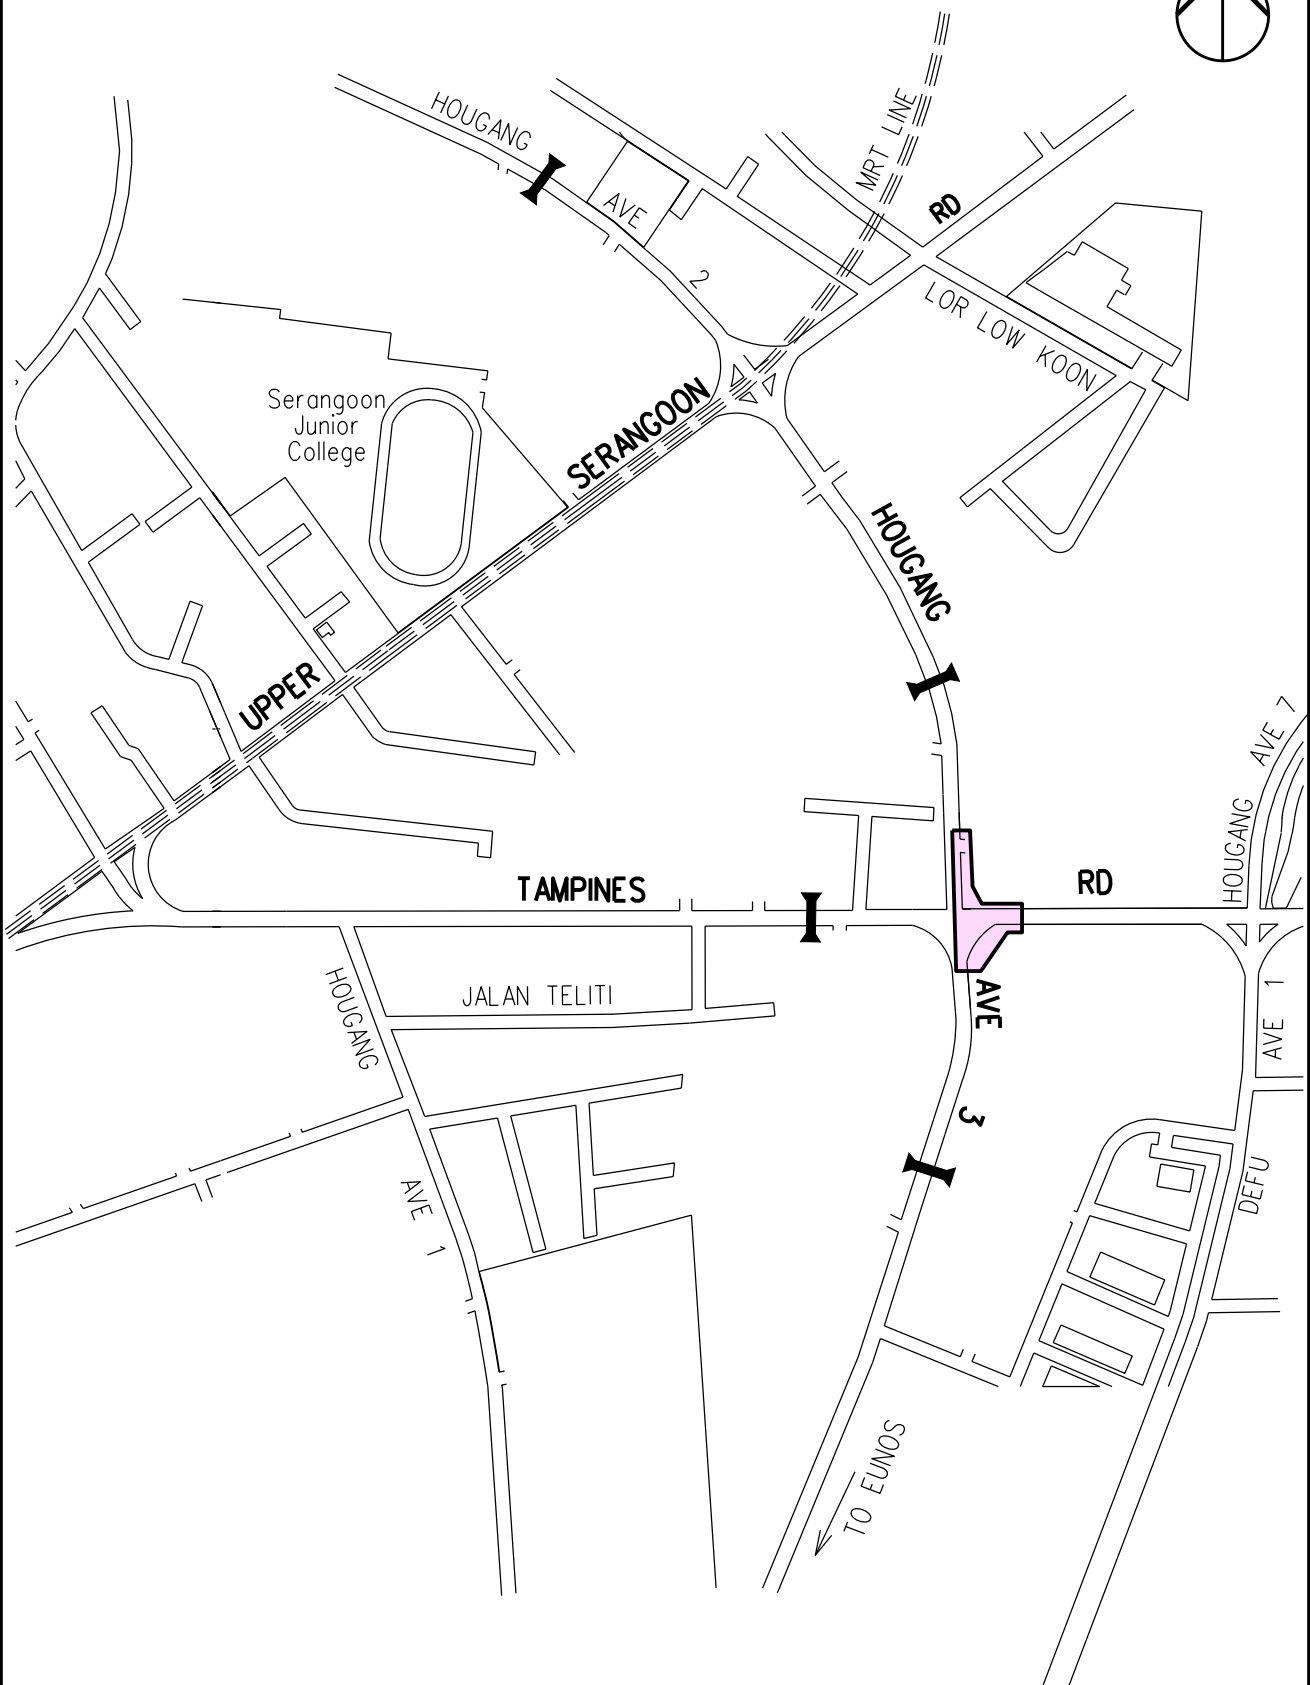 HOUGANG
AVE
2
MRT LINE
RD
LOR LOW KOON
Serangoon
Junior
College
UPPER
SERANGOON
HOUGANG
HOUGANG
AVE 7
TAMPINES
RD
JALAN TELITI
HOUGANG
AVE 1
AVE
3
AVE 1
DEFU
TO EUNOS